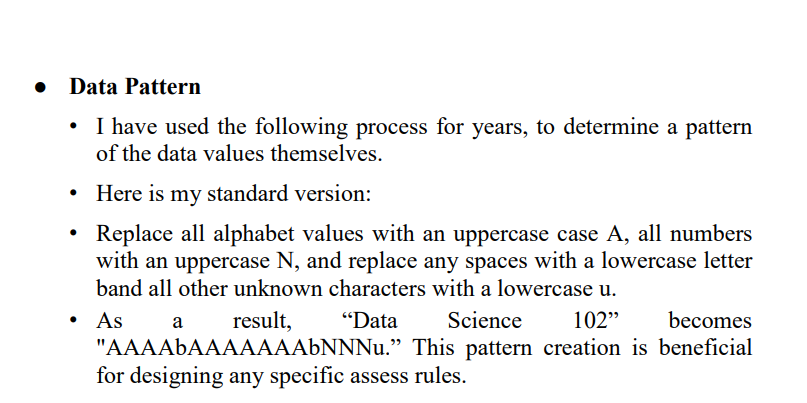 ● Data Pattern
• I have used the following process for years, to determine a pattern
of the data values themselves.
• Here is my standard version:
• Replace all alphabet values with an uppercase case A, all numbers
with an uppercase N, and replace any spaces with a lowercase letter
band all other unknown characters with a lowercase u.
• As a result, “Data Science 102” becomes
"AAAAbAAAAAAAbNNNu.” This pattern creation is beneficial
for designing any specific assess rules.